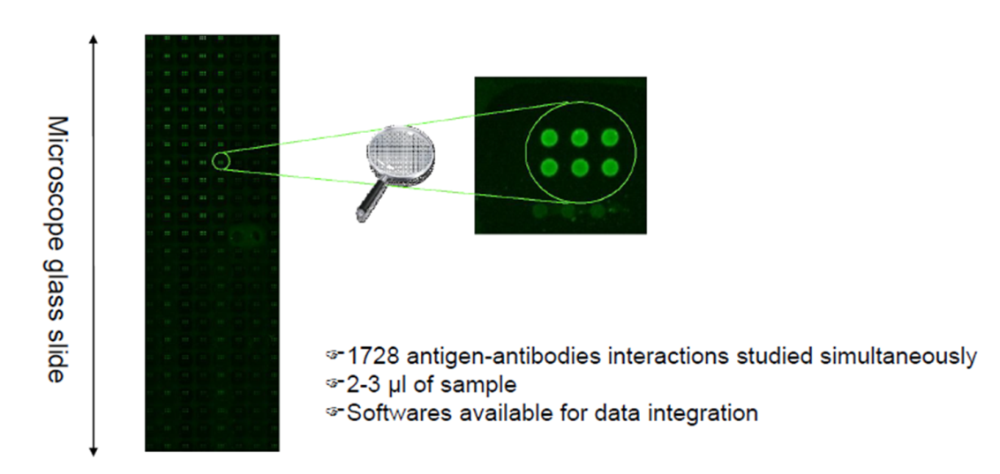 Microscope glass slide
☞1728 antigen-antibodies interactions studied simultaneously
☞2-3 µl of sample
☞Softwares available for data integration